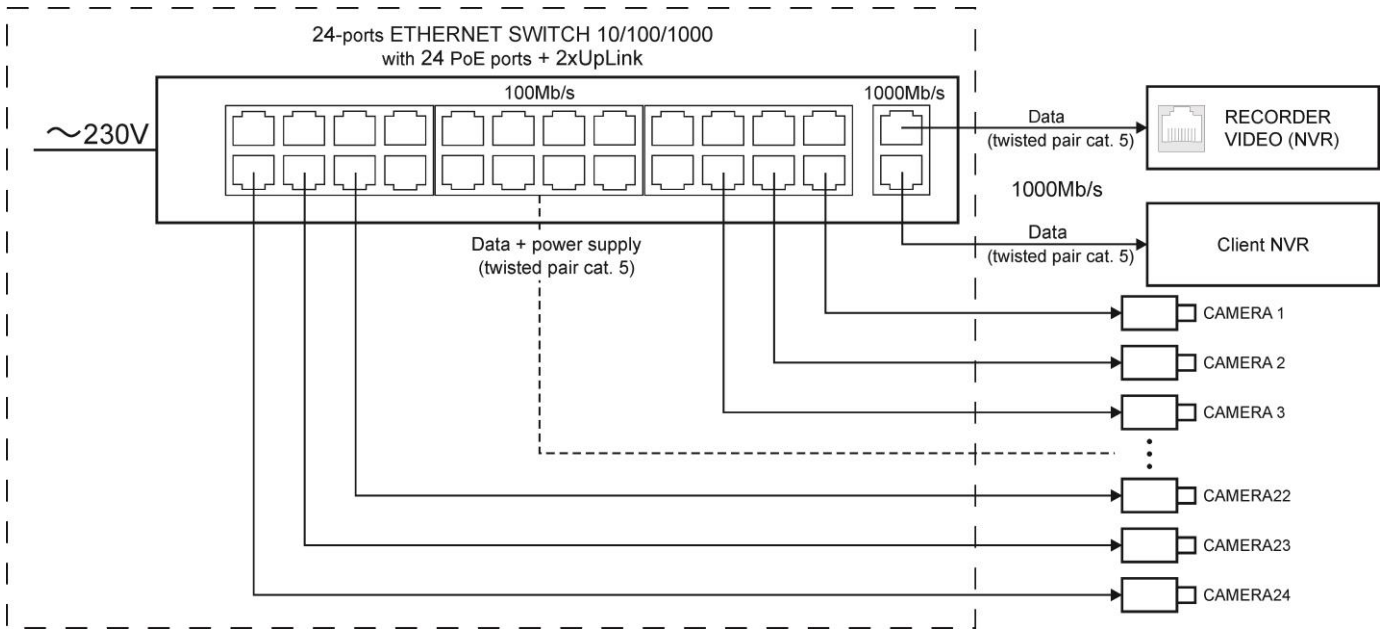 24-ports ETHERNET SWITCH 10/100/1000
with 24 PoE ports + 2xUpLink
100Mb/s
1000Mb/s
~230V
Data
(twisted pair cat. 5)
RECORDER
VIDEO (NVR)
1000Mb/s
Data + power supply
(twisted pair cat. 5)
Data
(twisted pair cat. 5)
Client NVR
CAMERA 1
CAMERA 2
CAMERA 3
CAMERA22
CAMERA23
CAMERA24